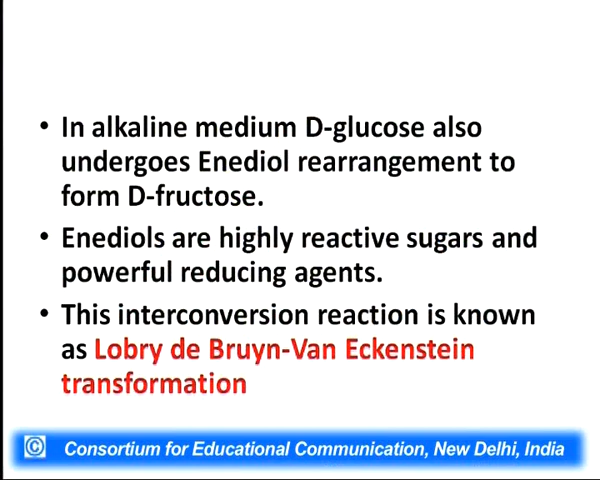 • In alkaline medium D-glucose also
undergoes Enediol rearrangement to
form D-fructose.
• Enediols are highly reactive sugars and
powerful reducing agents.
• This interconversion reaction is known
as Lobry de Bruyn-Van Eckenstein
transformation
© Consortium for Educational Communication, New Delhi, India